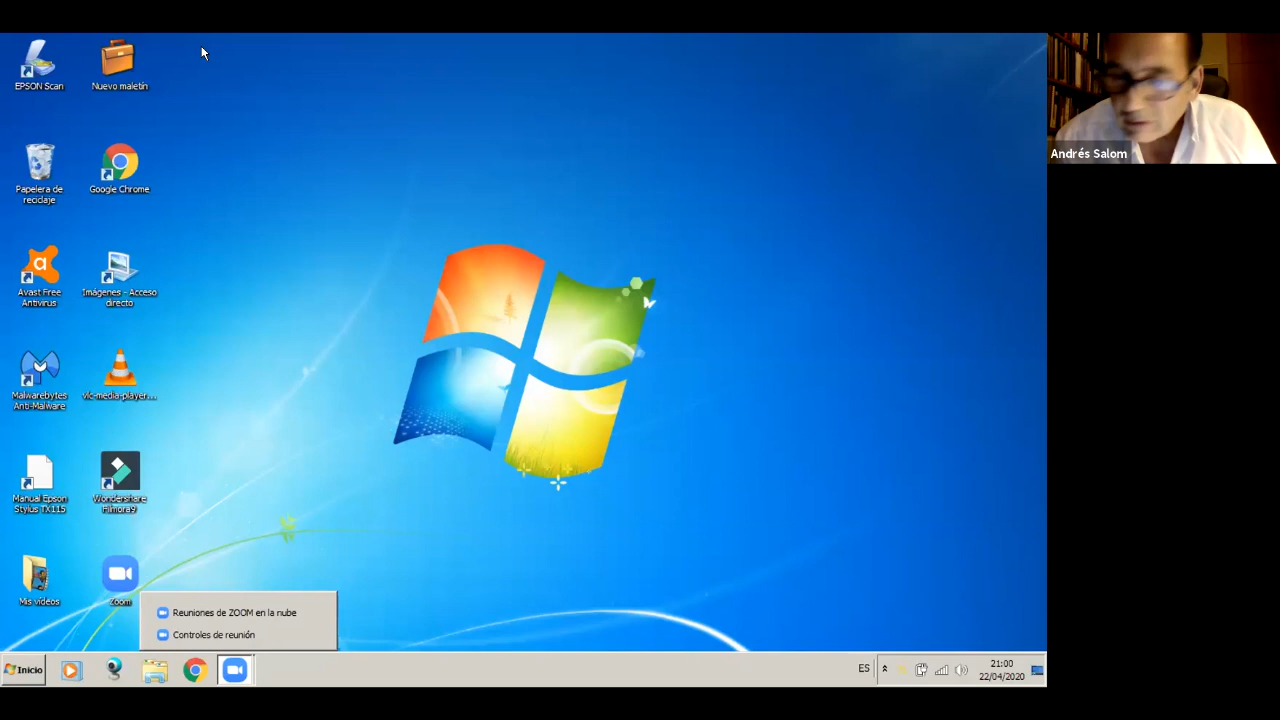 EPSON Scan
Nuevo maletín
Papelera de
reciclaje
Google Chrome
Avast Free
Antivirus
Imágenes - Acceso
directo
Malwarebytes
Anti-Malware
vlc-media-player...
Manual Epson
Stylus TX115
Wondershare
Filmora9
Mis vídeos
Zoom
Reuniones de ZOOM en la nube
Controles de reunión
Inicio
ES
21:00
22/04/2020
Andrés Salom